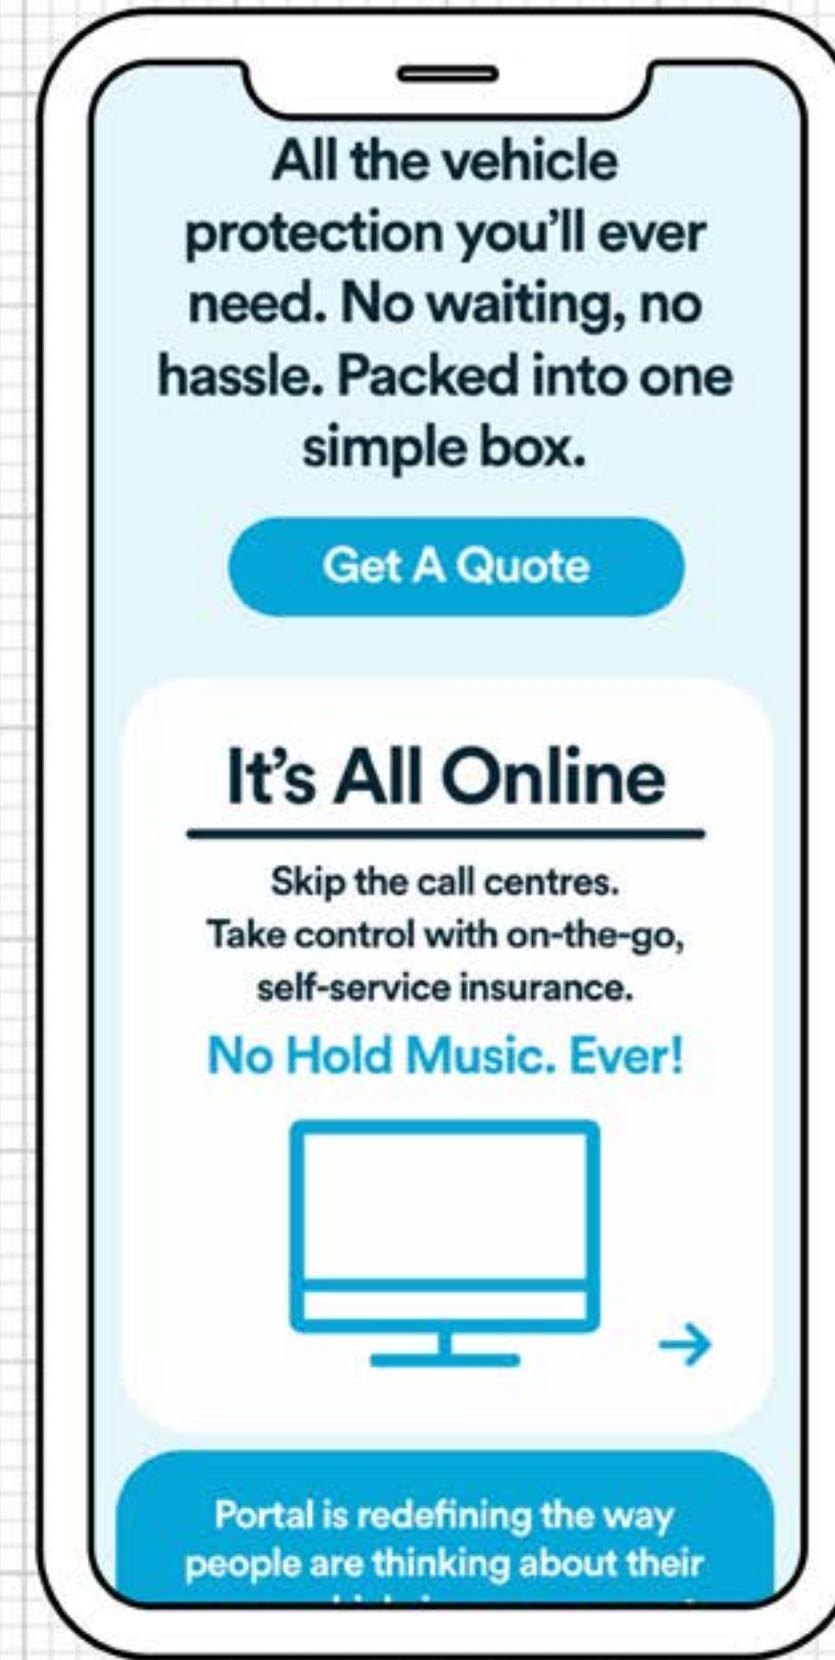 All the vehicle
protection you'll ever
need. No waiting, no
hassle. Packed into one
simple box.
Get A Quote
It's All Online
Skip the call centres.
Take control with on-the-go,
self-service insurance.
No Hold Music. Ever!
Portal is redefining the way
people are thinking about their